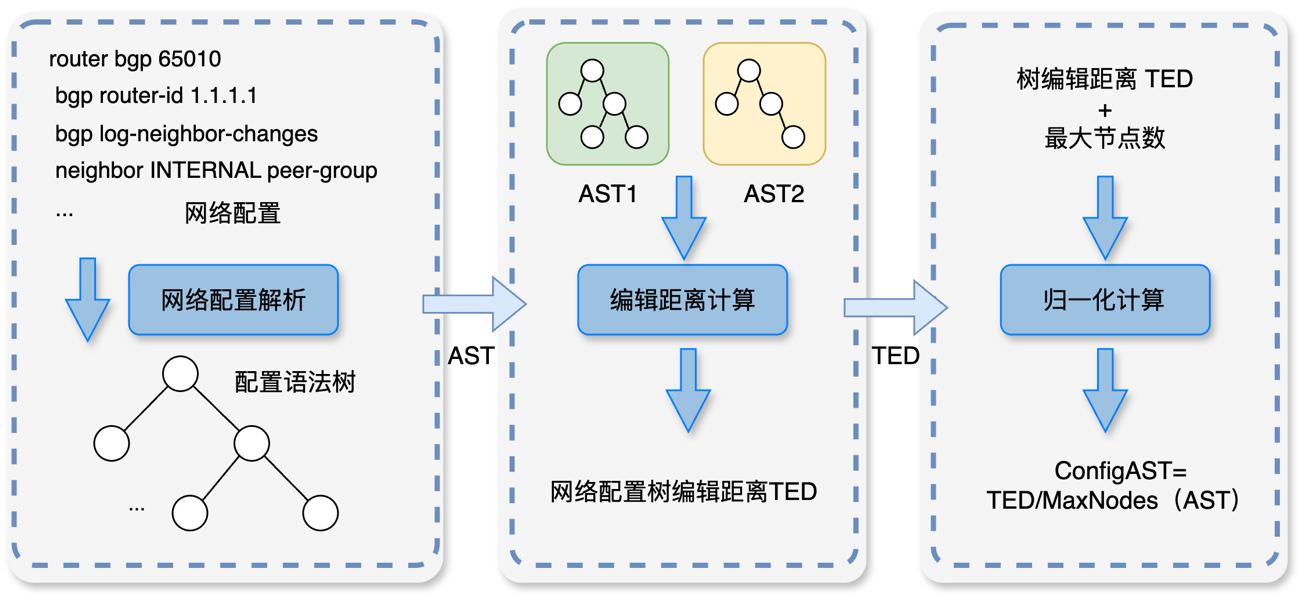 router bgp 65010
bgp router-id 1.1.1.1
bgp log-neighbor-changes
neighbor INTERNAL peer-group
...
网络配置
网络配置解析
配置语法树
...
AST
AST1
AST2
编辑距离计算
网络配置树编辑距离TED
TED
树编辑距离 TED
+
最大节点数
归一化计算
ConfigAST=
TED/MaxNodes（AST）